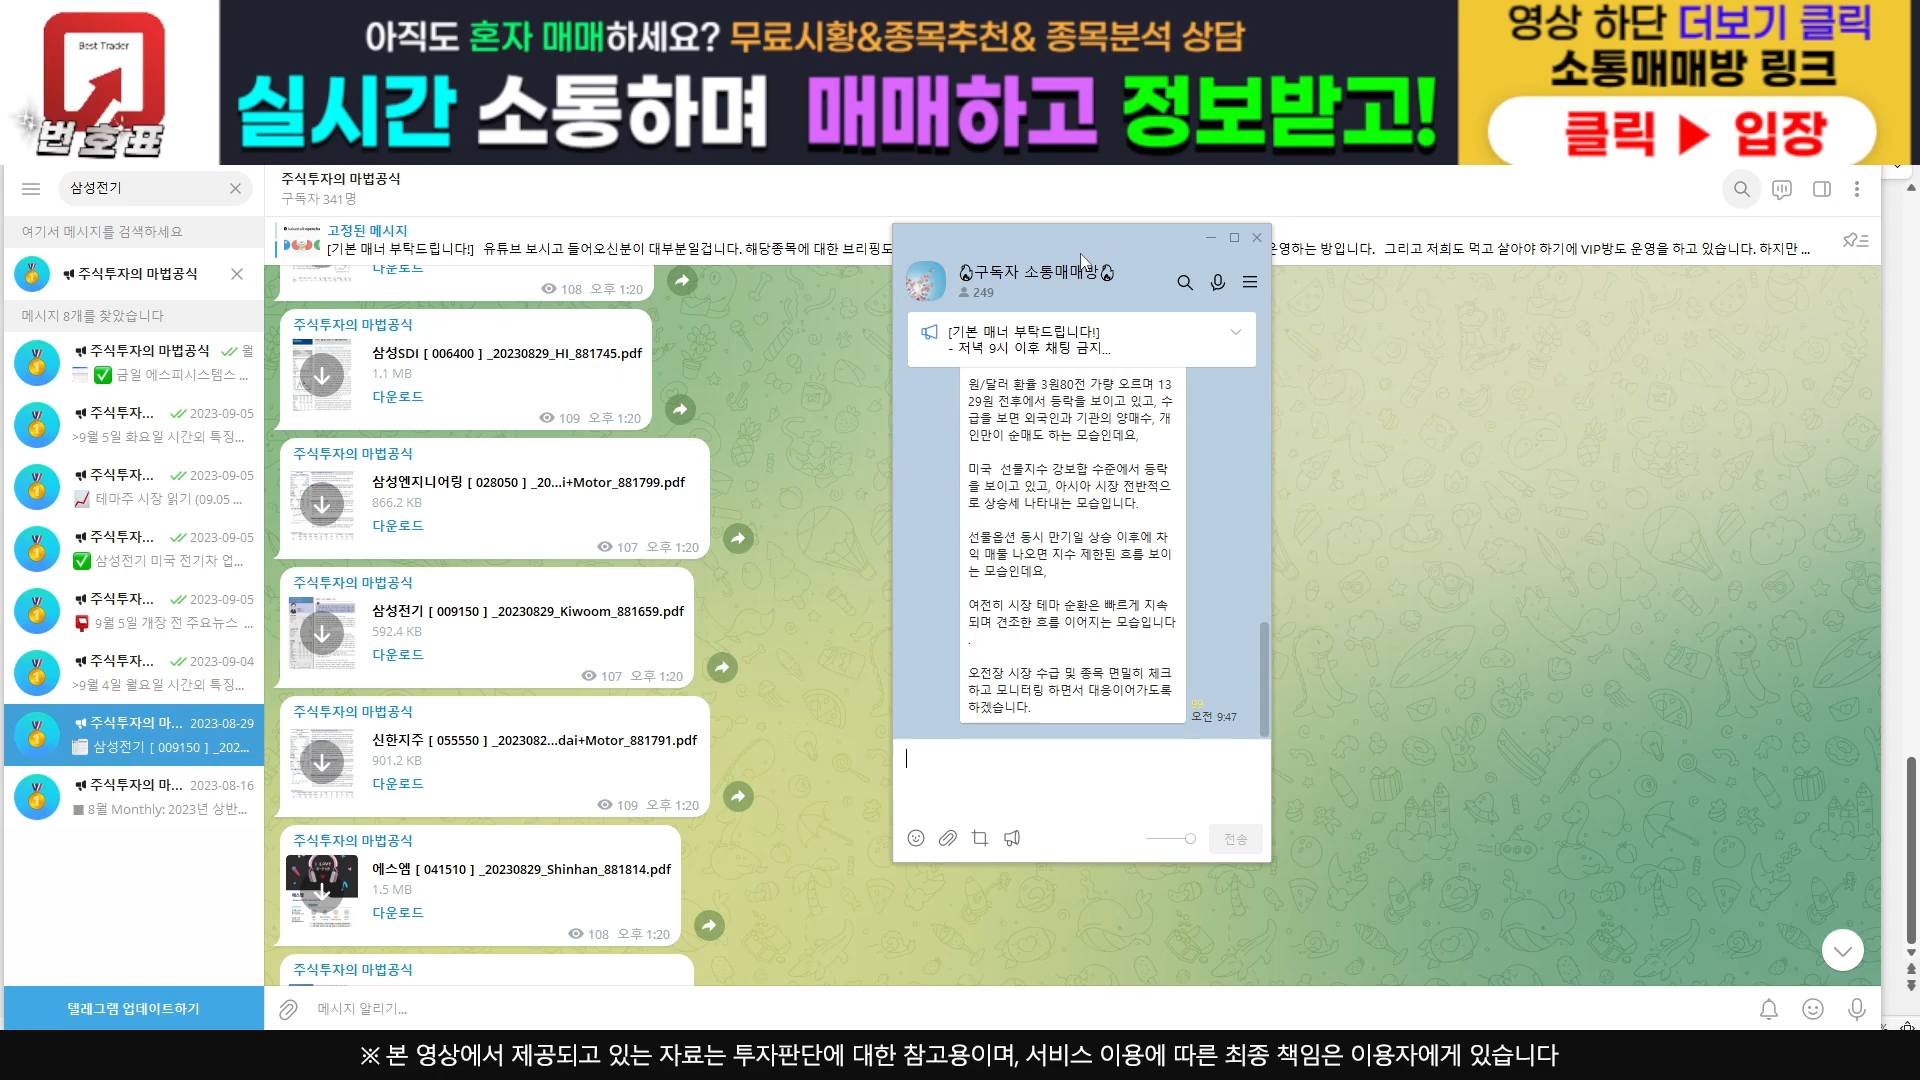 Best Trader
번호표
아직도 혼자 매매하세요? 무료시황&종목추천& 종목분석 상담
실시간 소통하며 매매하고 정보받고!
영상 하단 더보기 클릭
소통매매방 링크
클릭 ▶ 입장
삼성전기
여기서 메시지를 검색하세요
주식투자의 마법공식
메시지 8개를 찾았습니다
주식투자의 마법공식 월
금일 에스피시스템스 ...
주식투자... 2023-09-05
>9월 5일 화요일 시간외 특징...
주식투자... 2023-09-05
테마주 시장 읽기 (09.05 ...
주식투자... 2023-09-05
삼성전기 미국 전기차 업...
주식투자... 2023-09-05
9월 5일 개장 전 주요뉴스 ...
주식투자... 2023-09-04
>9월 4일 월요일 시간외 특징...
주식투자의 마... 2023-08-29
삼성전기 [ 009150 ] _202...
주식투자의 마... 2023-08-16
■ 8월 Monthly: 2023년 상반...
텔레그램 업데이트하기
주식투자의 마법공식
구독자 341명
고정된 메시지
[기본 매너 부탁드립니다!] 유튜브 보시고 들어오신분이 대부분일겁니다. 해당종목에 대한 브리핑도
운영하는 방입니다. 그리고 저희도 먹고 살아야 하기에 VIP방도 운영을 하고 있습니다. 하지만 ...
다운로드
108 오후 1:20
주식투자의 마법공식
삼성SDI [ 006400 ] _20230829_HI_881745.pdf
1.1 MB
다운로드
109 오후 1:20
주식투자의 마법공식
삼성엔지니어링 [ 028050 ] _20...i+Motor_881799.pdf
866.2 KB
다운로드
107 오후 1:20
주식투자의 마법공식
삼성전기 [ 009150 ] _20230829_Kiwoom_881659.pdf
592.4 KB
다운로드
107 오후 1:20
주식투자의 마법공식
신한지주 [ 055550 ] _2023082...dai+Motor_881791.pdf
901.2 KB
다운로드
109 오후 1:20
주식투자의 마법공식
에스엠 [ 041510 ] _20230829_Shinhan_881814.pdf
1.5 MB
다운로드
108 오후 1:20
주식투자의 마법공식
메시지 알리기...
구독자 소통매매방
249
[기본 매너 부탁드립니다!]
- 저녁 9시 이후 채팅 금지...
원/달러 환율 3원80전 가량 오르며 13
29원 전후에서 등락을 보이고 있고, 수
급을 보면 외국인과 기관의 양매수, 개
인만이 순매도 하는 모습인데요,
미국 선물지수 강보합 수준에서 등락
을 보이고 있고, 아시아 시장 전반적으
로 상승세 나타내는 모습입니다.
선물옵션 동시 만기일 상승 이후에 차
익 매물 나오면 지수 제한된 흐름 보이
는 모습인데요,
여전히 시장 테마 순환은 빠르게 지속
되며 견조한 흐름 이어지는 모습입니다
.
오전장 시장 수급 및 종목 면밀히 체크
하고 모니터링 하면서 대응이어가도록
하겠습니다.
99
오전 9:47
전송
※ 본 영상에서 제공되고 있는 자료는 투자판단에 대한 참고용이며, 서비스 이용에 따른 최종 책임은 이용자에게 있습니다